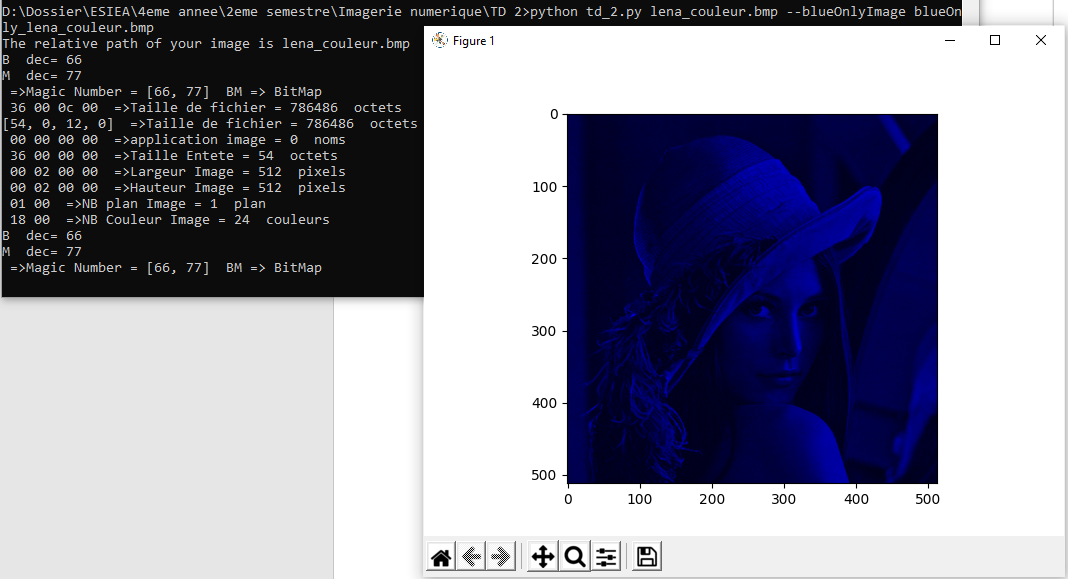 D:\Dossier\ESIEA\4eme annee\2eme semestre\Imagerie numerique\TD 2>python td_2.py lena_couleur.bmp --blueOnlyImage blueOn
ly_lena_couleur.bmp
The relative path of your image is lena_couleur.bmp
B  dec= 66
M  dec= 77
 =>Magic Number = [66, 77]  BM => BitMap
 36 00 0c 00  =>Taille de fichier = 786486  octets
[54, 0, 12, 0]  =>Taille de fichier = 786486  octets
 00 00 00 00  =>application image = 0  noms
 36 00 00 00  =>Taille Entete = 54  octets
 00 02 00 00  =>Largeur Image = 512  pixels
 00 02 00 00  =>Hauteur Image = 512  pixels
 01 00  =>NB plan Image = 1  plan
 18 00  =>NB Couleur Image = 24  couleurs
B  dec= 66
M  dec= 77
 =>Magic Number = [66, 77]  BM => BitMap
Figure 1
0
100
200
300
400
500
0 100 200 300 400 500